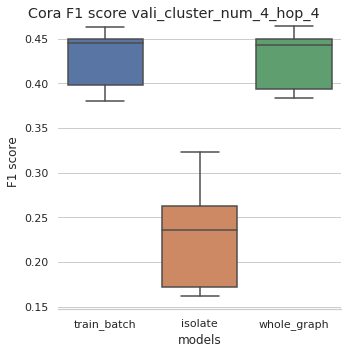 Cora F1 score vali_cluster_num_4_hop_4
0.45
0.40
0.35
0.30
0.25
0.20
0.15
F1 score
train_batch
isolate
whole_graph
models